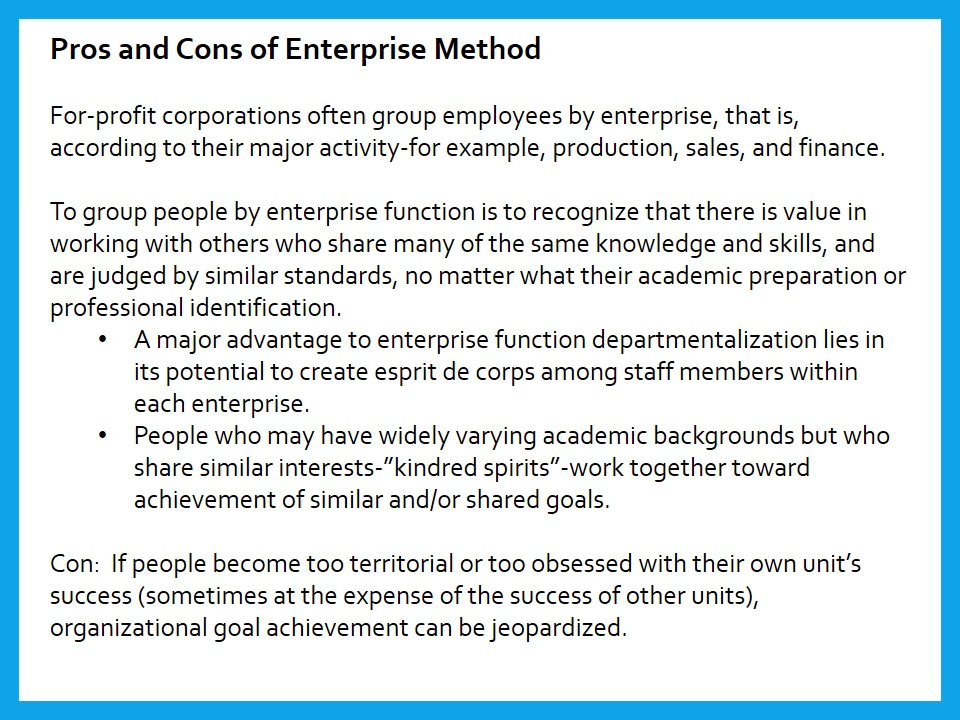 Pros and Cons of Enterprise Method
For-profit corporations often group employees by enterprise, that is,
according to their major activity-for example, production, sales, and finance.
To group people by enterprise function is to recognize that there is value in
working with others who share many of the same knowledge and skills, and
are judged by similar standards, no matter what their academic preparation or
professional identification.
• A major advantage to enterprise function departmentalization lies in
its potential to create esprit de corps among staff members within
each enterprise.
• People who may have widely varying academic backgrounds but who
share similar interests-”kindred spirits”-work together toward
achievement of similar and/or shared goals.
Con:  If people become too territorial or too obsessed with their own unit’s
success (sometimes at the expense of the success of other units),
organizational goal achievement can be jeopardized.